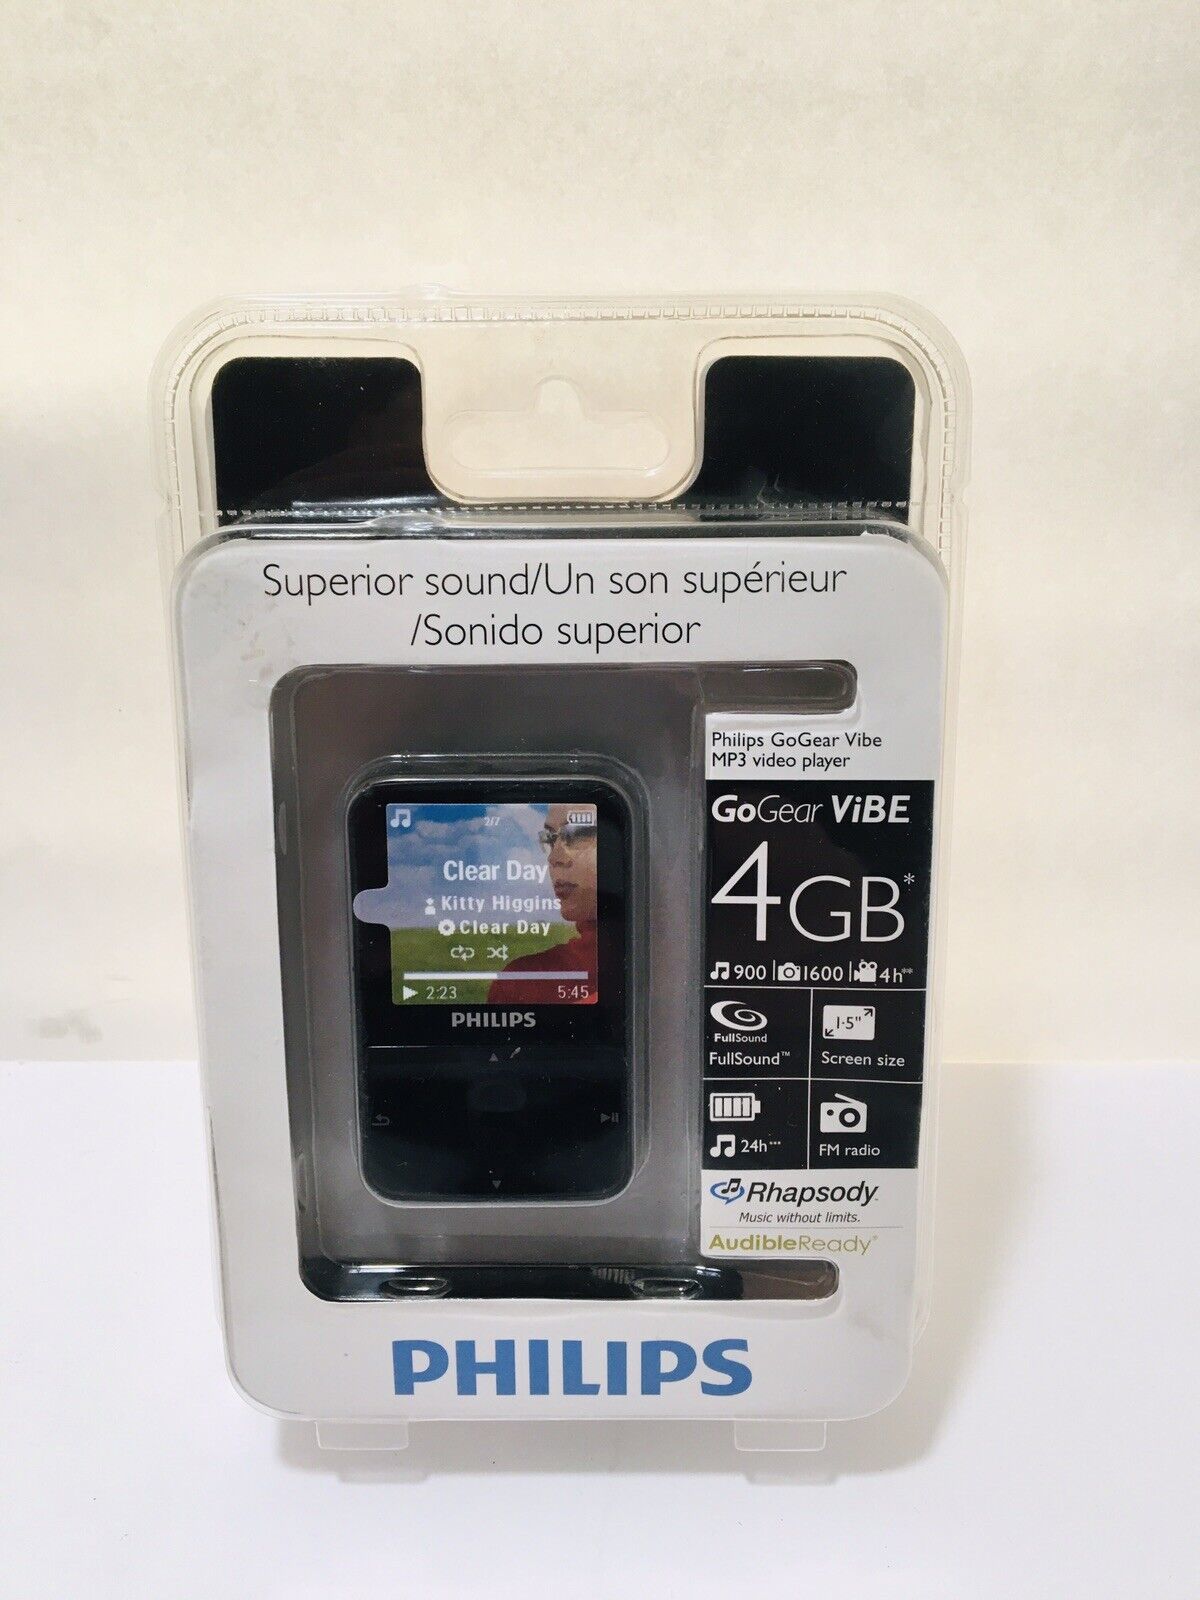 Superior sound/Un son supérieur
/Sonido superior
Philips GoGear Vibe
MP3 video player
GoGear ViBE
4GB*
900 1600 4h**
FullSound
FullSound™
1·5"
Screen size
24h***
FM radio
Rhapsody
Music without limits.
AudibleReady®
2/7
Clear Day
Kitty Higgins
Clear Day
2:23 5:45
PHILIPS
PHILIPS